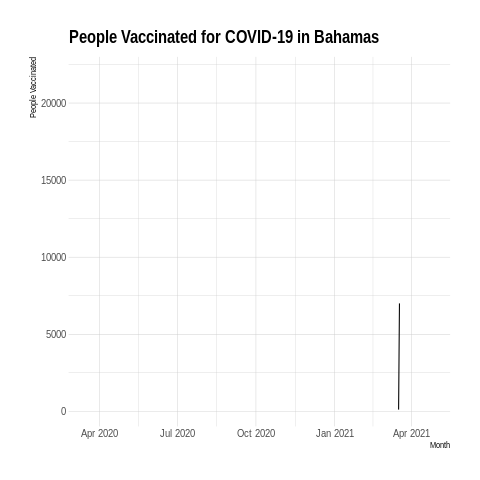 People Vaccinated for COVID-19 in Bahamas
People Vaccinated
20000
15000
10000
5000
0
Apr 2020 Jul 2020 Oct 2020 Jan 2021 Apr 2021
Month